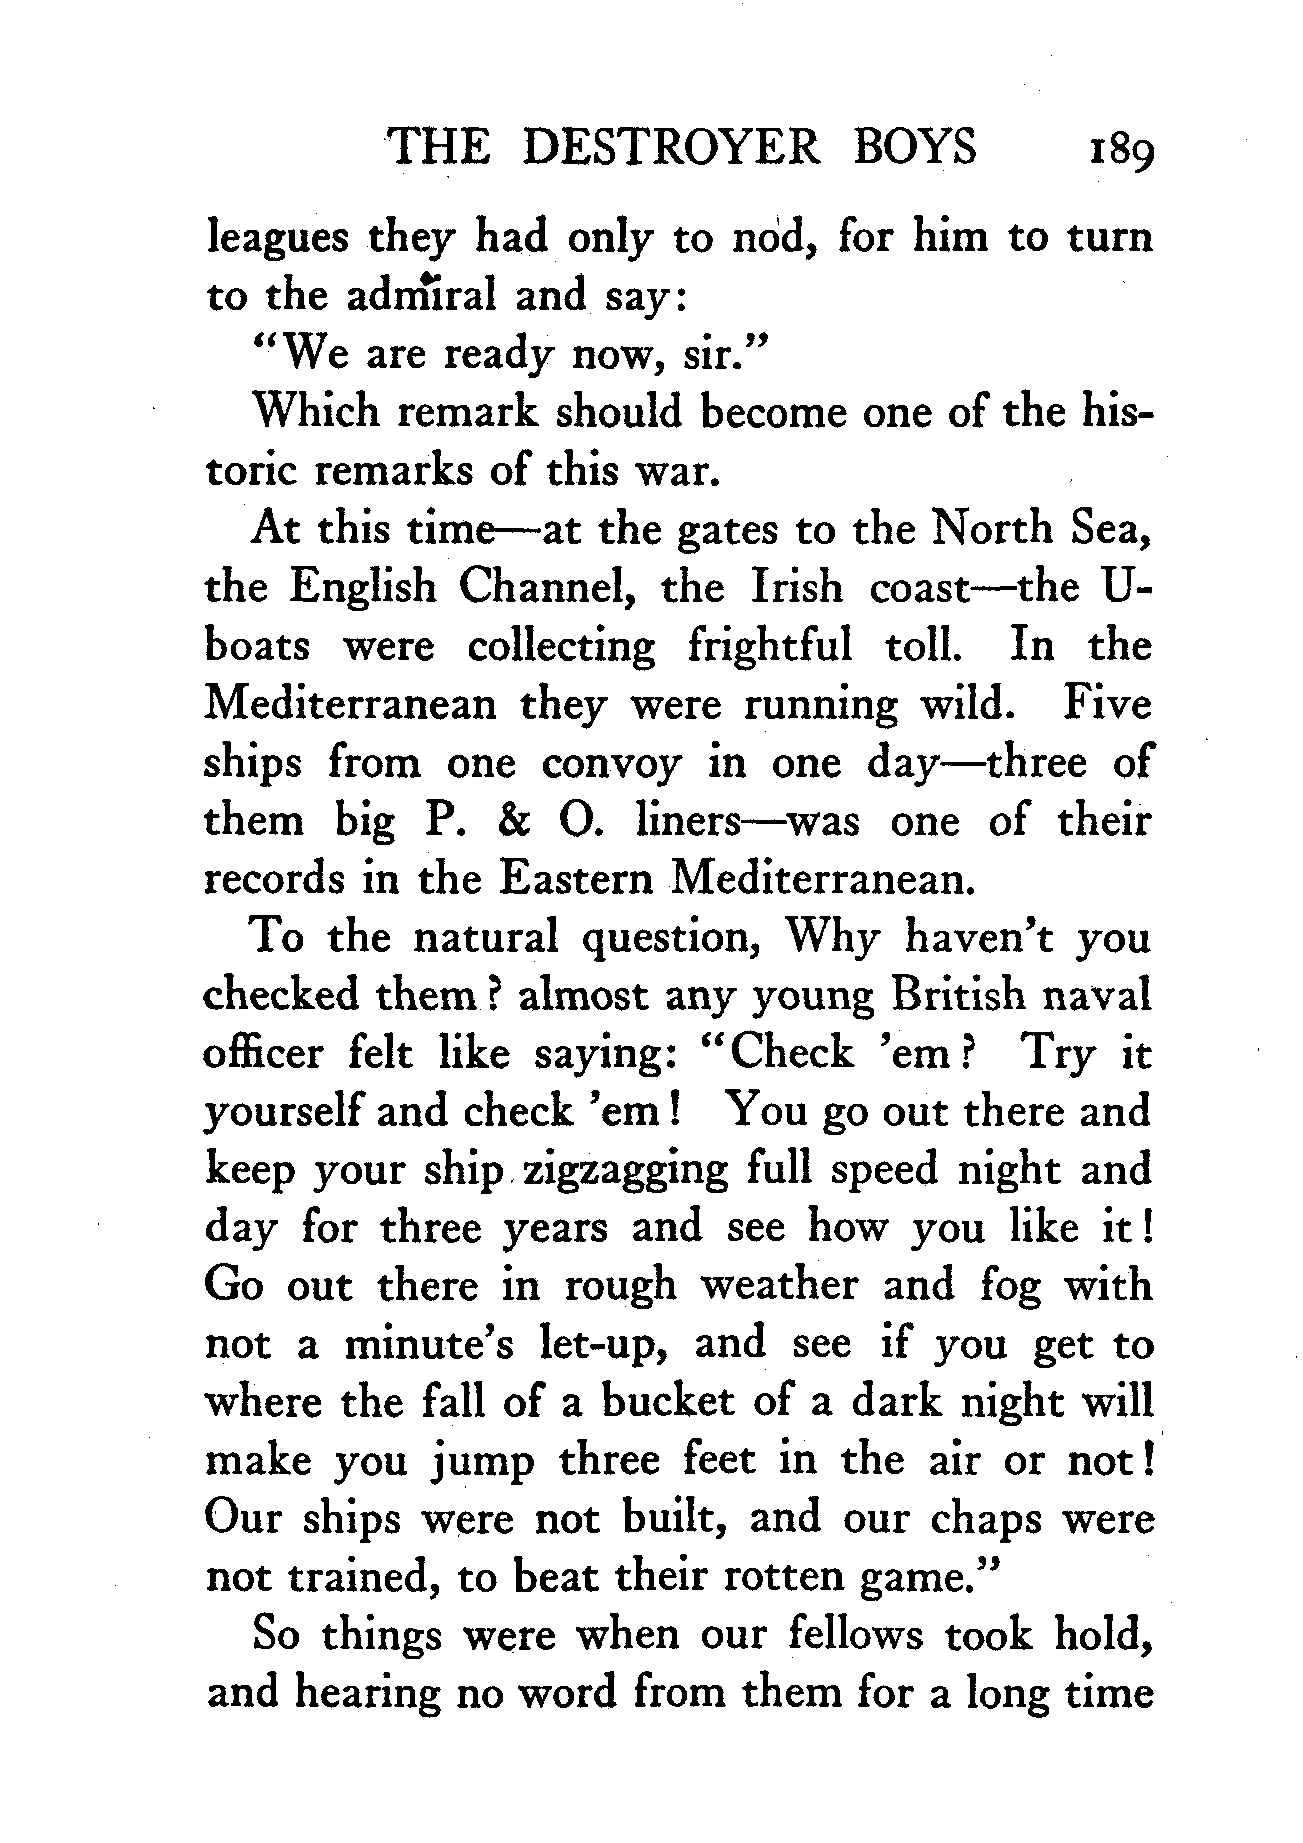 THE DESTROYER BOYS 189
leagues they had only to nod, for him to turn
to the admiral and say:
"We are ready now, sir."
Which remark should become one of the his-
toric remarks of this war.
At this time—at the gates to the North Sea,
the English Channel, the Irish coast—the U-
boats were collecting frightful toll. In the
Mediterranean they were running wild. Five
ships from one convoy in one day—three of
them big P. & O. liners—was one of their
records in the Eastern Mediterranean.
To the natural question, Why haven't you
checked them? almost any young British naval
officer felt like saying: "Check 'em? Try it
yourself and check 'em! You go out there and
keep your ship zigzagging full speed night and
day for three years and see how you like it!
Go out there in rough weather and fog with
not a minute's let-up, and see if you get to
where the fall of a bucket of a dark night will
make you jump three feet in the air or not!
Our ships were not built, and our chaps were
not trained, to beat their rotten game."
So things were when our fellows took hold,
and hearing no word from them for a long time